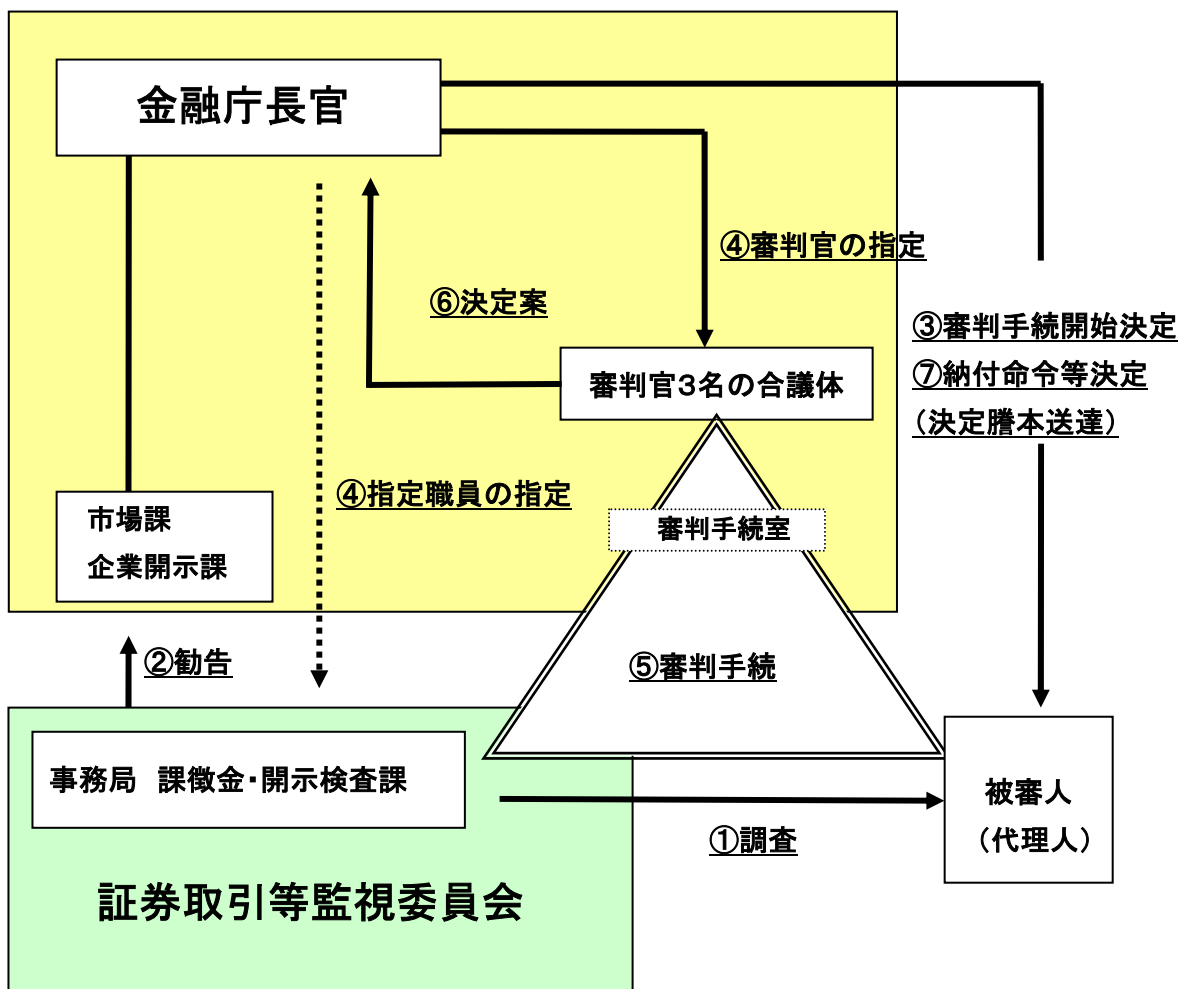 金融庁長官
④審判官の指定
⑥決定案
③審判手続開始決定
⑦納付命令等決定
（決定謄本送達）
審判官３名の合議体
④指定職員の指定
市場課
企業開示課
審判手続室
②勧告
⑤審判手続
事務局　課徴金・開示検査課
被審人
（代理人）
①調査
証券取引等監視委員会